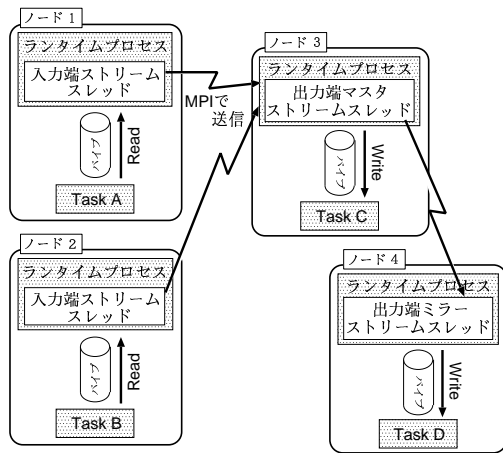 ノード 1
ランタイムプロセス
入力端ストリーム
スレッド
パイプ
Read
Task A
MPIで
送信
ノード 3
ランタイムプロセス
出力端マスタ
ストリームスレッド
パイプ
Write
Task C
ノード 2
ランタイムプロセス
入力端ストリーム
スレッド
パイプ
Read
Task B
ノード 4
ランタイムプロセス
出力端ミラー
ストリームスレッド
パイプ
Write
Task D